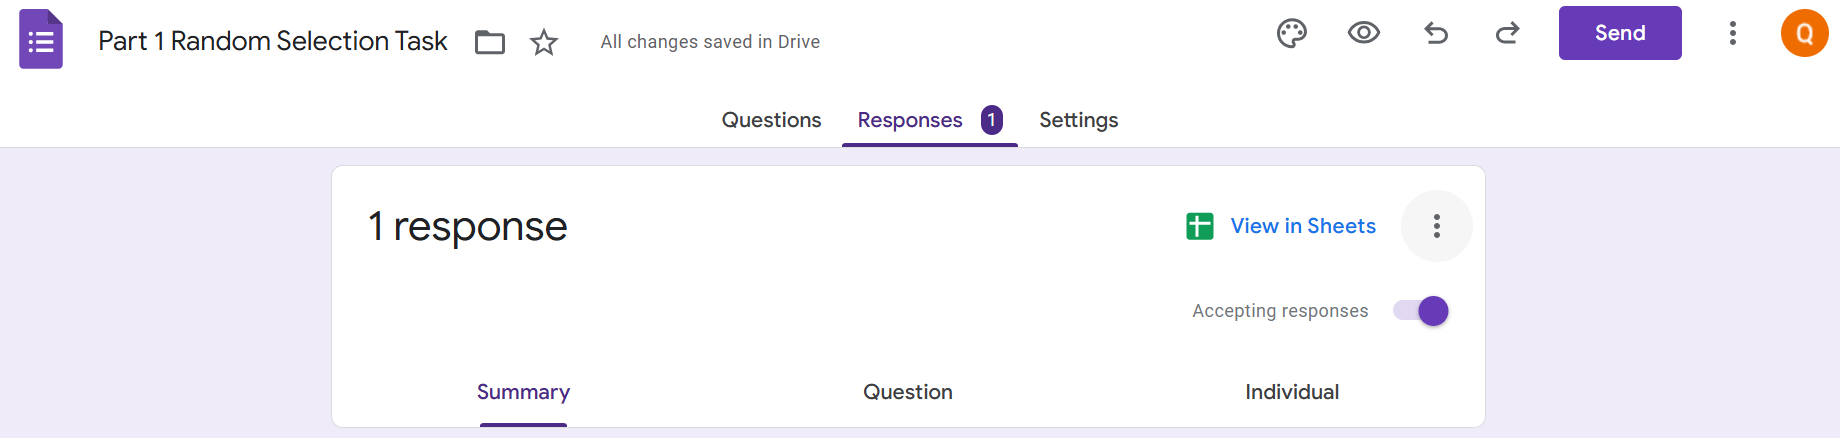 Part 1 Random Selection Task
All changes saved in Drive
Send
Q
Questions
Responses 1
Settings
1 response
View in Sheets
Accepting responses
Summary
Question
Individual